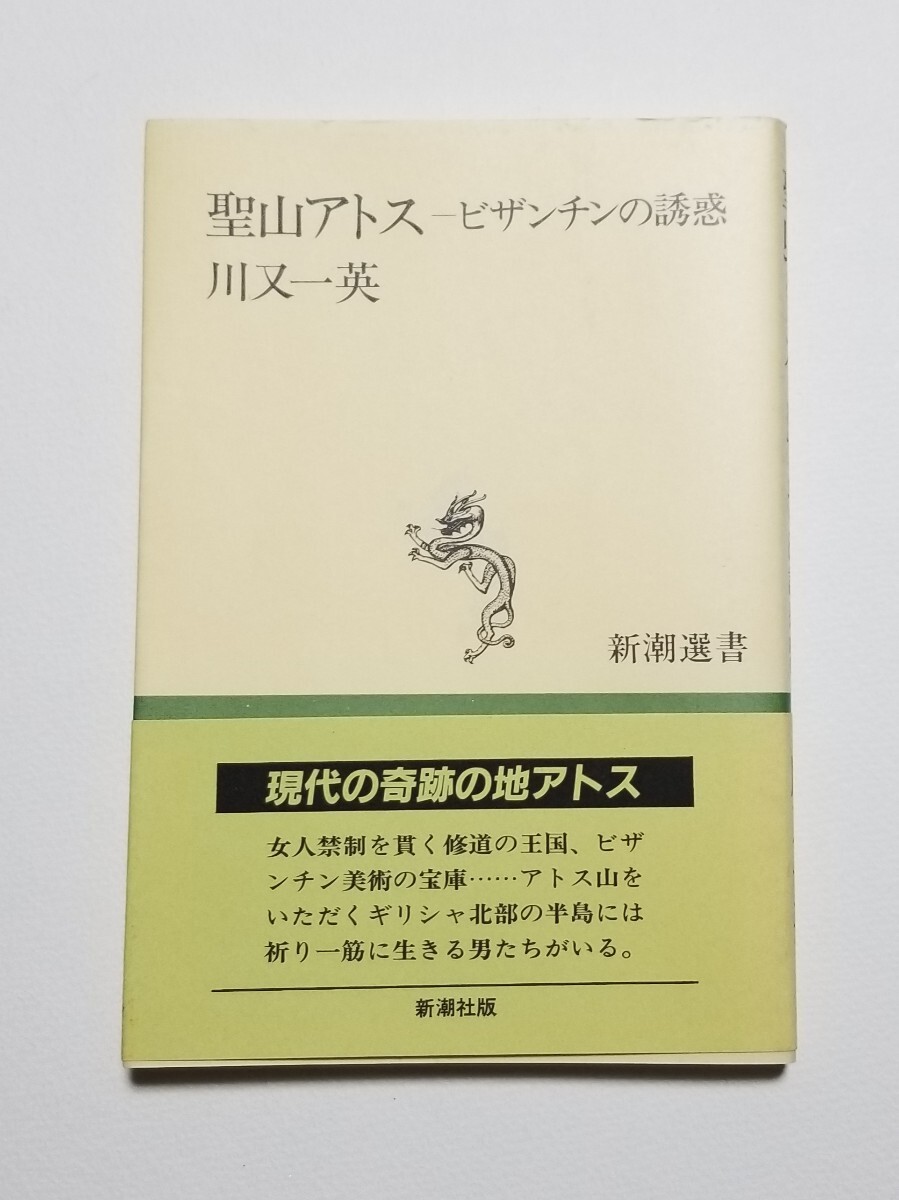 聖山アトス―ビザンチンの誘惑
川又一英
新潮選書
現代の奇跡の地アトス
女人禁制を貫く修道の王国、ビザ
ンチン美術の宝庫……アトス山を
いただくギリシャ北部の半島には
祈り一筋に生きる男たちがいる。
新潮社版